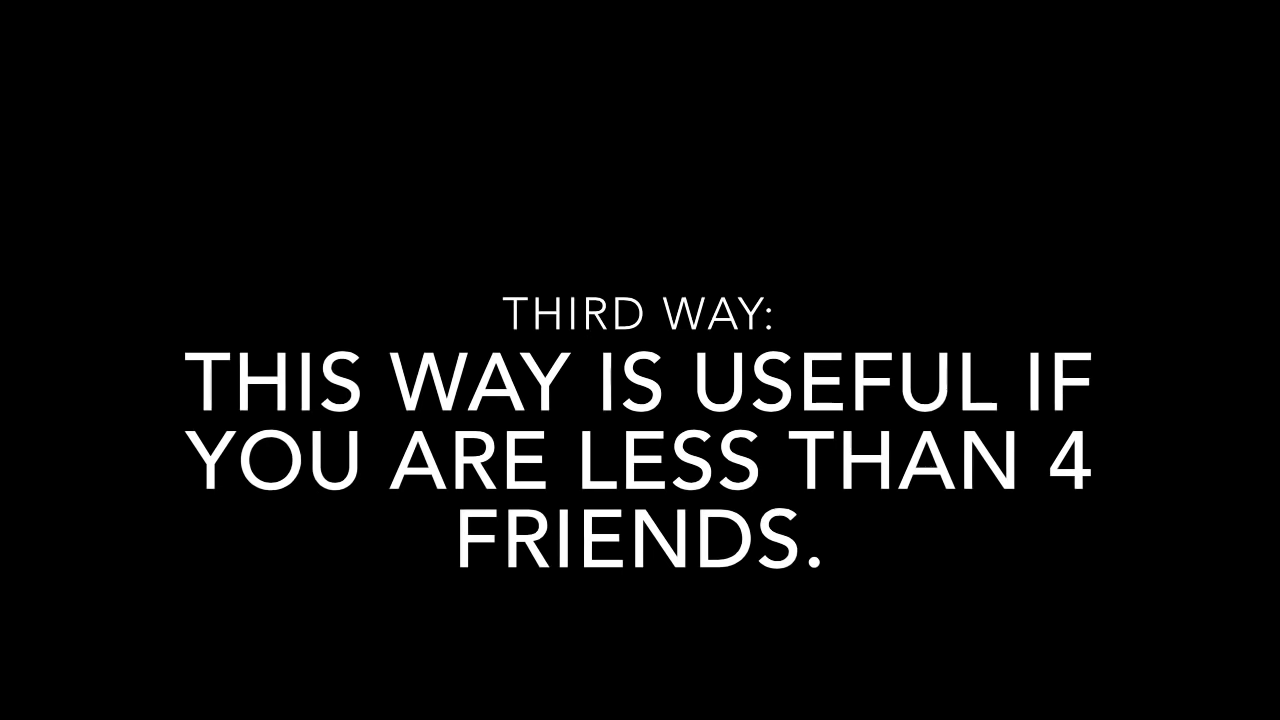 THIRD WAY:
THIS WAY IS USEFUL IF
YOU ARE LESS THAN 4
FRIENDS.